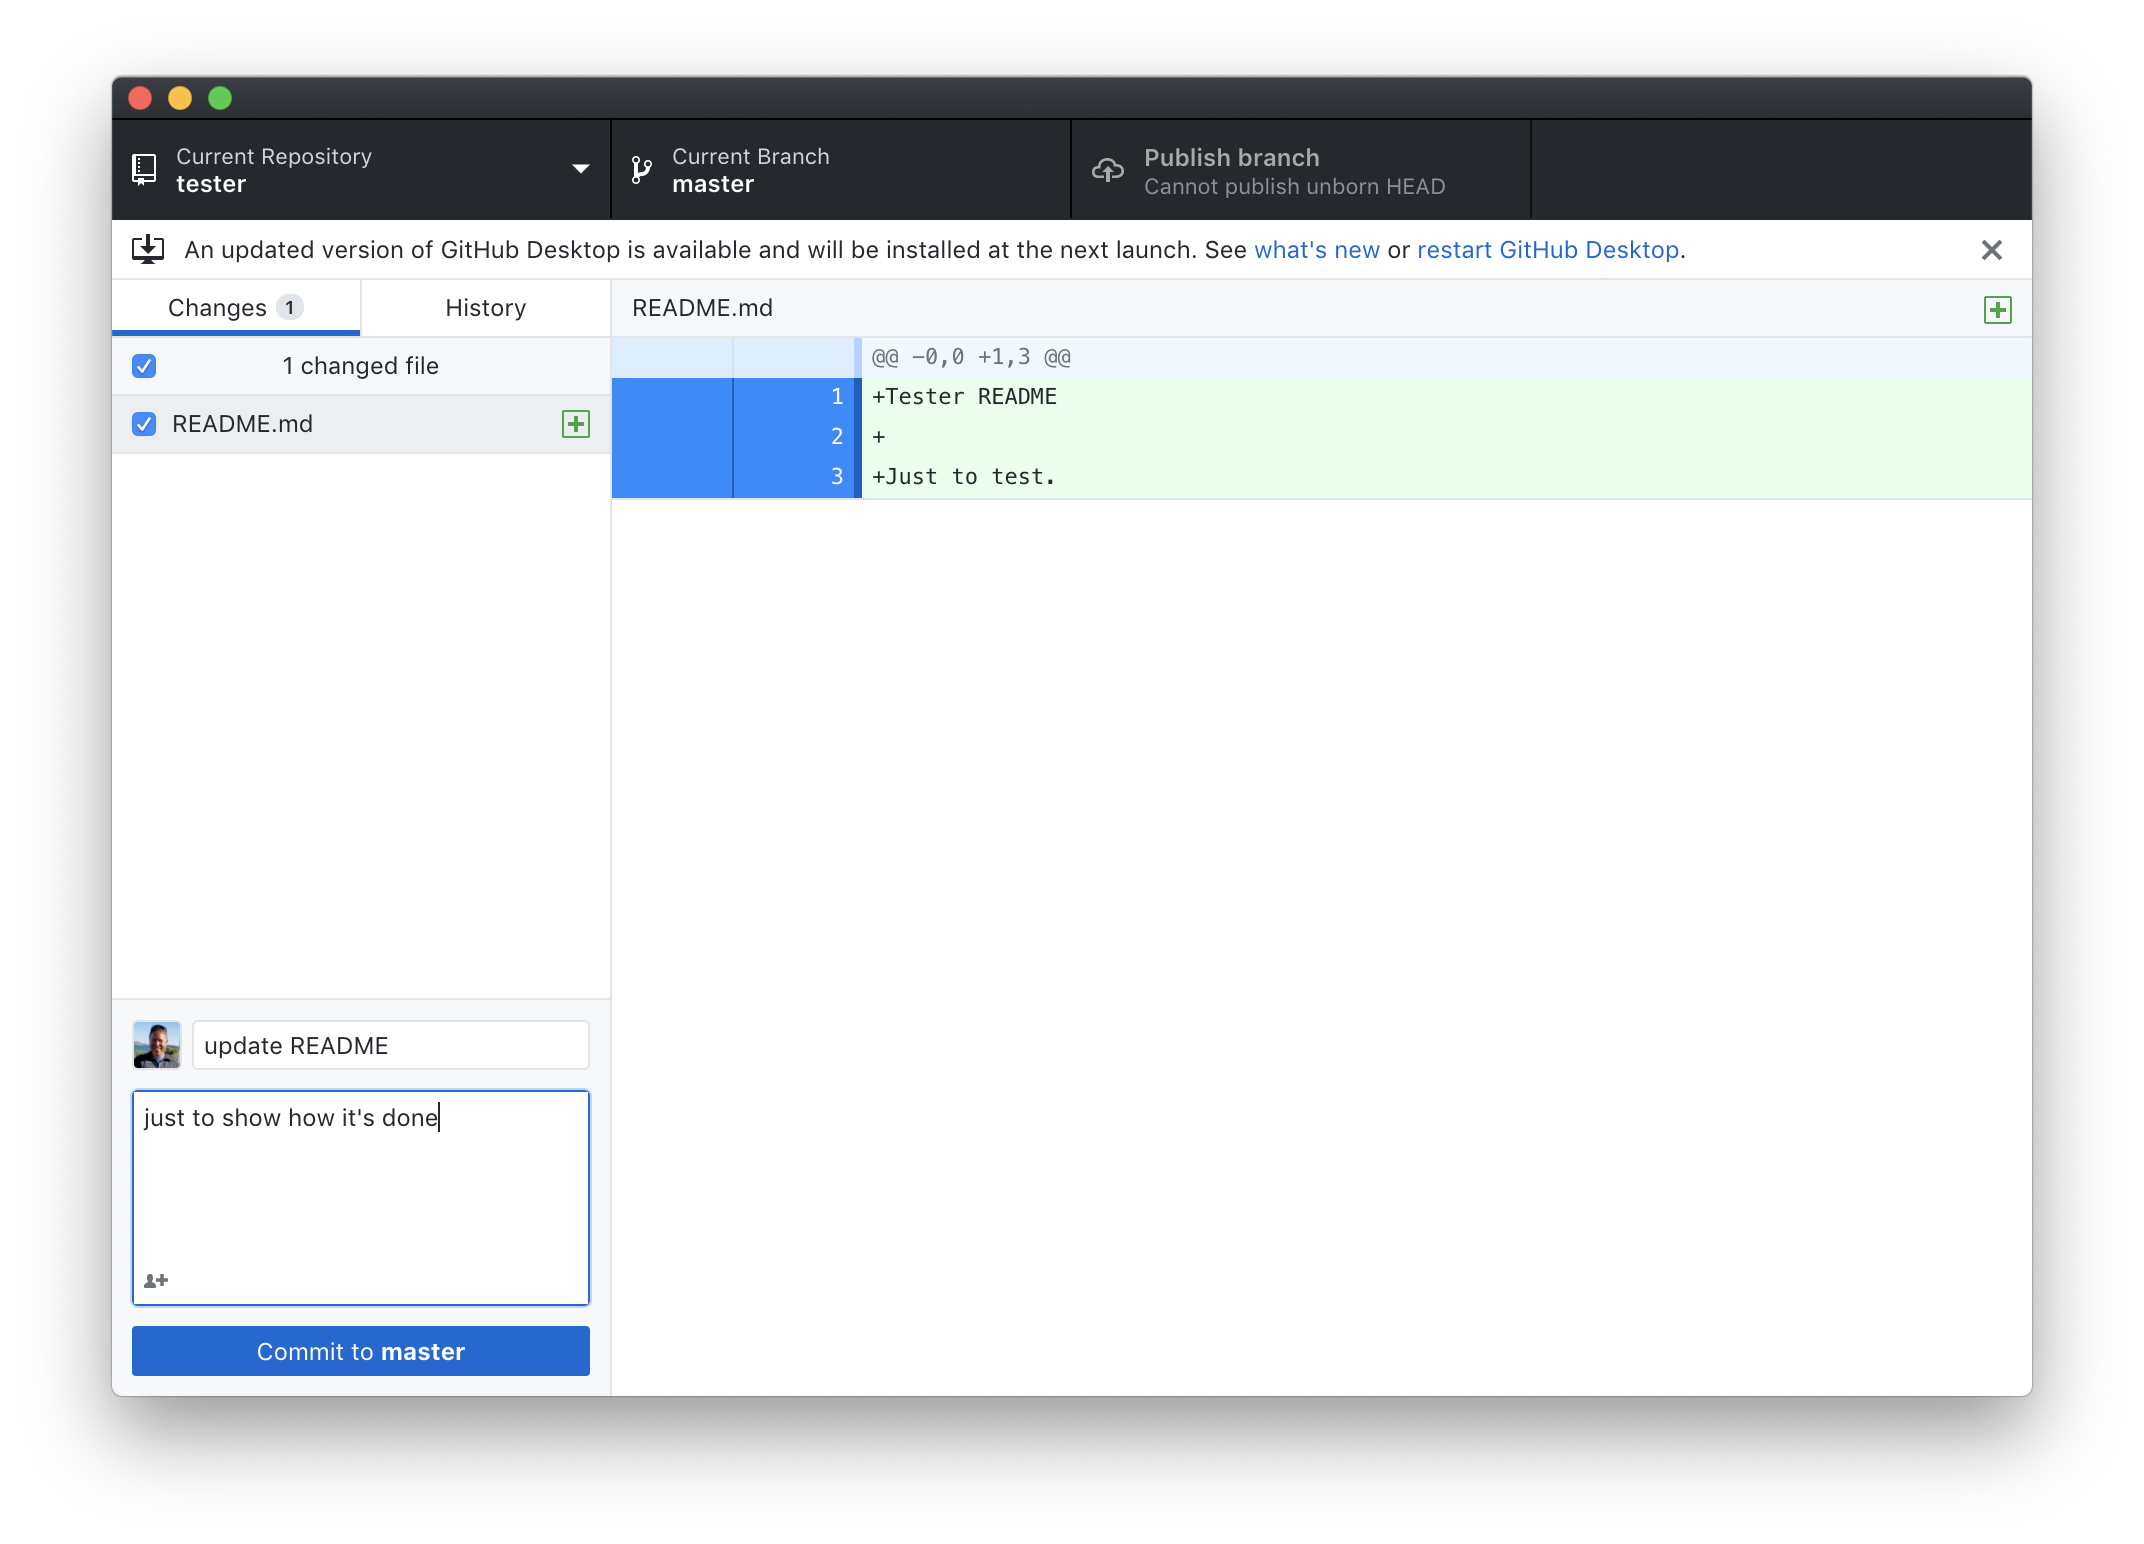 Current Repository
tester
Current Branch
master
Publish branch
Cannot publish unborn HEAD
An updated version of GitHub Desktop is available and will be installed at the next launch. See what's new or restart GitHub Desktop.
Changes 1
History
README.md
1 changed file
README.md
@@ -0,0 +1,3 @@
1 +Tester README
2 +
3 +Just to test.
update README
just to show how it's done
Commit to master